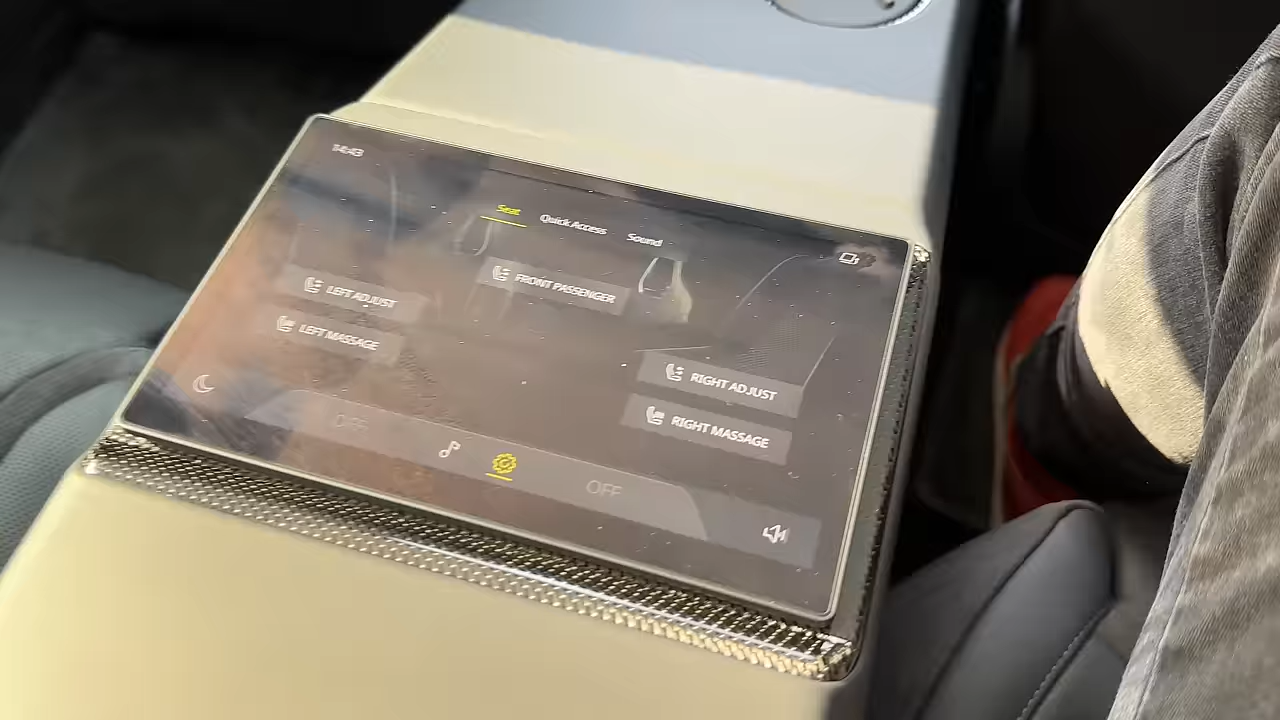 14:43
Seat
Quick Access
Sound
FRONT PASSENGER
LEFT ADJUST
LEFT MASSAGE
RIGHT ADJUST
RIGHT MASSAGE
OFF
OFF